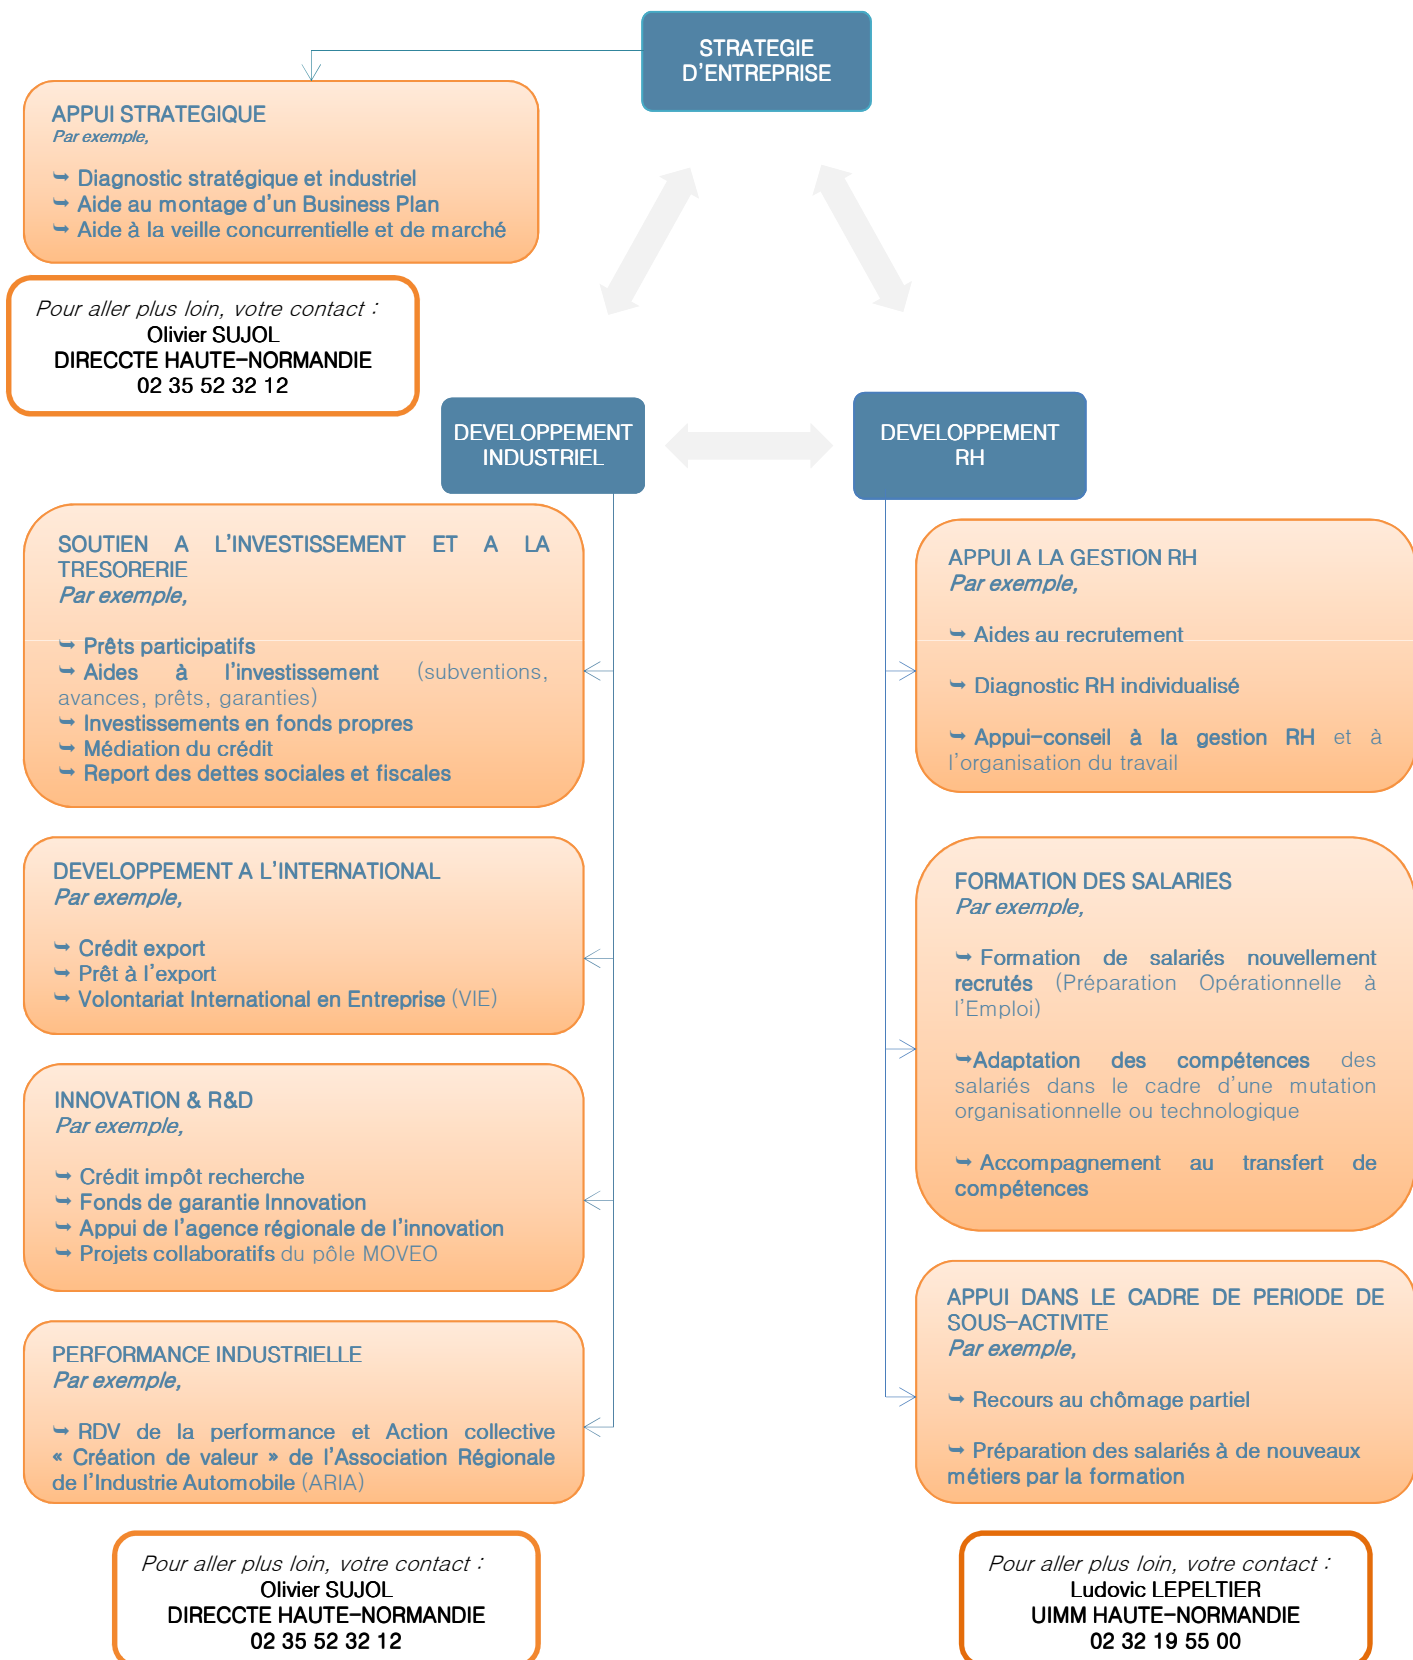 STRATEGIE
D'ENTREPRISE
APPUI STRATEGIQUE
Par exemple,
➥ Diagnostic stratégique et industriel
➥ Aide au montage d'un Business Plan
➥ Aide à la veille concurrentielle et de marché
Pour aller plus loin, votre contact :
Olivier SUJOL
DIRECCTE HAUTE-NORMANDIE
02 35 52 32 12
DEVELOPPEMENT
INDUSTRIEL
DEVELOPPEMENT
RH
SOUTIEN A L'INVESTISSEMENT ET A LA
TRESORERIE
Par exemple,
➥ Prêts participatifs
➥ Aides à l'investissement (subventions,
avances, prêts, garanties)
➥ Investissements en fonds propres
➥ Médiation du crédit
➥ Report des dettes sociales et fiscales
DEVELOPPEMENT A L'INTERNATIONAL
Par exemple,
➥ Crédit export
➥ Prêt à l'export
➥ Volontariat International en Entreprise (VIE)
INNOVATION & R&D
Par exemple,
➥ Crédit impôt recherche
➥ Fonds de garantie Innovation
➥ Appui de l'agence régionale de l'innovation
➥ Projets collaboratifs du pôle MOVEO
PERFORMANCE INDUSTRIELLE
Par exemple,
➥ RDV de la performance et Action collective
« Création de valeur » de l'Association Régionale
de l'Industrie Automobile (ARIA)
Pour aller plus loin, votre contact :
Olivier SUJOL
DIRECCTE HAUTE-NORMANDIE
02 35 52 32 12
APPUI A LA GESTION RH
Par exemple,
➥ Aides au recrutement
➥ Diagnostic RH individualisé
➥ Appui-conseil à la gestion RH et à
l'organisation du travail
FORMATION DES SALARIES
Par exemple,
➥ Formation de salariés nouvellement
recrutés (Préparation Opérationnelle à
l'Emploi)
➥Adaptation des compétences des
salariés dans le cadre d'une mutation
organisationnelle ou technologique
➥ Accompagnement au transfert de
compétences
APPUI DANS LE CADRE DE PERIODE DE
SOUS-ACTIVITE
Par exemple,
➥ Recours au chômage partiel
➥ Préparation des salariés à de nouveaux
métiers par la formation
Pour aller plus loin, votre contact :
Ludovic LEPELTIER
UIMM HAUTE-NORMANDIE
02 32 19 55 00